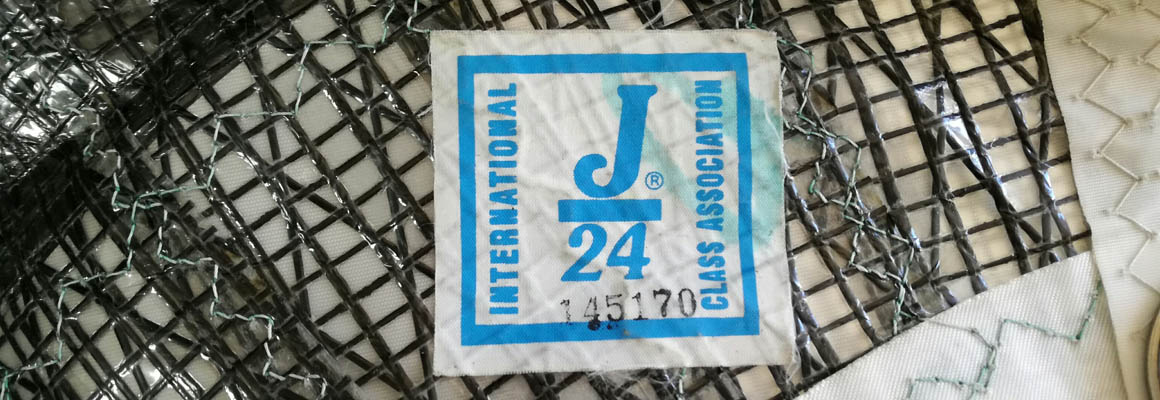 INTERNATIONAL
J®
24
145170
CLASS ASSOCIATION